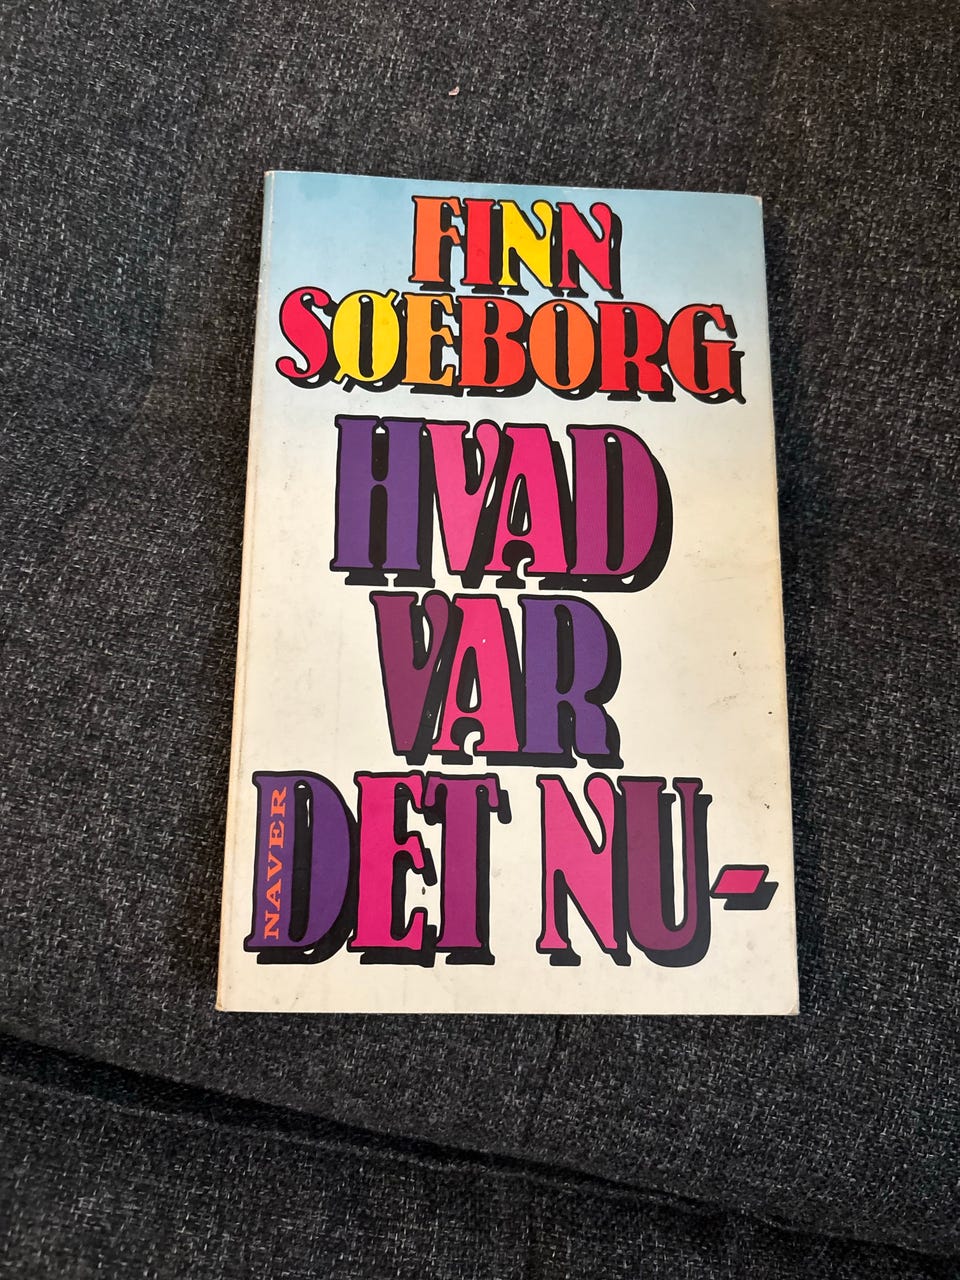 FINN
SØEBORG
HVAD
VAR
DET NU-
NAVER